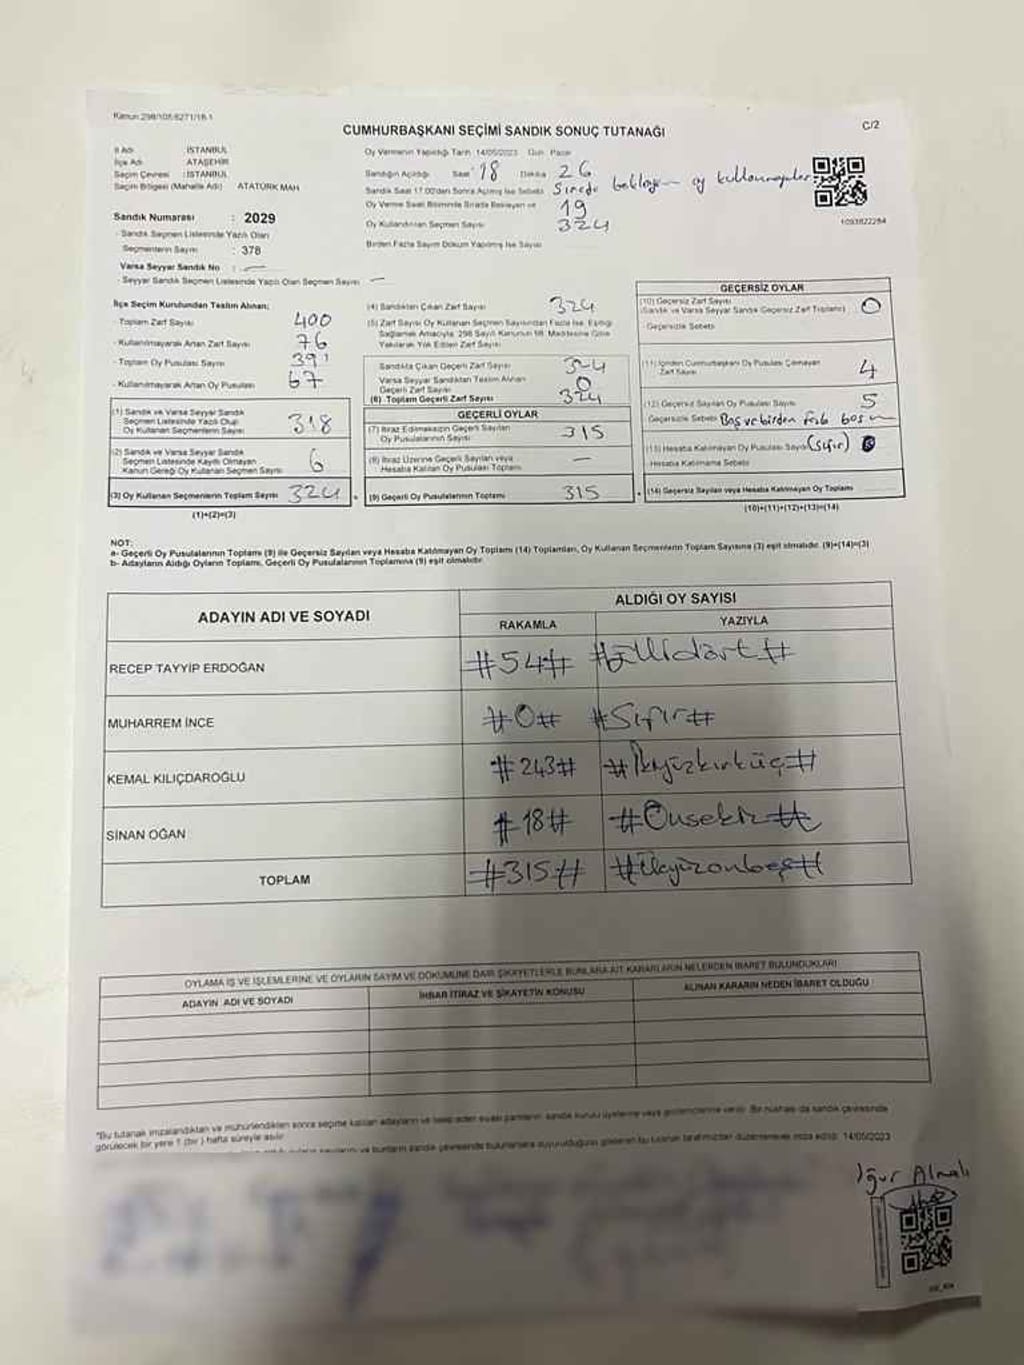 Kanun:298/105,6271/16.1
CUMHURBAŞKANI SEÇİMİ SANDIK SONUÇ TUTANAĞI
C/2
İl Adı : İSTANBUL
İlçe Adı : ATAŞEHİR
Seçim Çevresi : İSTANBUL
Seçim Bölgesi (Mahalle Adı) ATATÜRK MAH
Sandık Numarası : 2029
- Sandık Seçmen Listesinde Yazılı Olan
Seçmenlerin Sayısı : 378
Varsa Seyyar Sandık No : —
- Seyyar Sandık Seçmen Listesinde Yazılı Olan Seçmen Sayısı —
Oy Vermenin Yapıldığı Tarih 14/05/2023 Gün: Pazar
Sandığın Açıldığı Saat 18 Dakika 26
Sandık Saat 17.00'dan Sonra Açılmış İse Sebebi Sırada bekleyen oy kullanmayanlar
Oy Verme Saati Bitiminde Sırada Bekleyen ve 19
Oy Kullandırılan Seçmen Sayısı 324
Birden Fazla Sayım Döküm Yapılmış İse Sayısı
1093822284
İlçe Seçim Kurulundan Teslim Alınan;
- Toplam Zarf Sayısı 400
- Kullanılmayarak Artan Zarf Sayısı 76
- Toplam Oy Pusulası Sayısı 391
- Kullanılmayarak Artan Oy Pusulası 67
(1) Sandık ve Varsa Seyyar Sandık
Seçmen Listesinde Yazılı Olup
Oy Kullanan Seçmenlerin Sayısı 318
(2) Sandık ve Varsa Seyyar Sandık
Seçmen Listesinde Kayıtlı Olmayan
Kanun Gereği Oy Kullanan Seçmen Sayısı 6
(3) Oy Kullanan Seçmenlerin Toplam Sayısı 324
(1)+(2)=(3)
(4) Sandıktan Çıkan Zarf Sayısı 324
(5) Zarf Sayısı Oy Kullanan Seçmen Sayısından Fazla İse, Eşitliği
Sağlamak Amacıyla, 298 Sayılı Kanunun 98. Maddesine Göre
Yakılarak Yok Edilen Zarf Sayısı
Sandıkta Çıkan Geçerli Zarf Sayısı 324
Varsa Seyyar Sandıktan Teslim Alınan
Geçerli Zarf Sayısı 0
(6) Toplam Geçerli Zarf Sayısı 324
GEÇERLİ OYLAR
(7) İtiraz Edilmeksizin Geçerli Sayılan
Oy Pusulalarının Sayısı 315
(8) İtiraz Üzerine Geçerli Sayılan veya
Hesaba Katılan Oy Pusulası Toplamı —
(9) Geçerli Oy Pusulalarının Toplamı 315
GEÇERSİZ OYLAR
(10) Geçersiz Zarf Sayısı
(Sandık ve Varsa Seyyar Sandık Geçersiz Zarf Toplamı) 0
- Geçersizlik Sebebi
(11) İçinden Cumhurbaşkanı Oy Pusulası Çıkmayan
Zarf Sayısı 4
(12) Geçersiz Sayılan Oy Pusulası Sayısı 5
Geçersizlik Sebebi Boş ve birden fazla
(13) Hesaba Katılmayan Oy Pusulası Sayısı (sıfır) 0
Hesaba Katılmama Sebebi
(14) Geçersiz Sayılan veya Hesaba Katılmayan Oy Toplamı
(10)+(11)+(12)+(13)=(14)
NOT:
a- Geçerli Oy Pusulalarının Toplamı (9) ile Geçersiz Sayılan veya Hesaba Katılmayan Oy Toplamı (14) Toplamları, Oy Kullanan Seçmenlerin Toplam Sayısına (3) eşit olmalıdır. (9)+(14)=(3)
b- Adayların Aldığı Oyların Toplamı, Geçerli Oy Pusulalarının Toplamına (9) eşit olmalıdır.
ADAYIN ADI VE SOYADI
ALDIĞI OY SAYISI
RAKAMLA YAZIYLA
RECEP TAYYİP ERDOĞAN #54# #Ellidört#
MUHARREM İNCE #0# #Sıfır#
KEMAL KILIÇDAROĞLU #243# #İkiyüzkırküç#
SİNAN OĞAN #18# #Onsekiz#
TOPLAM #315# #Üçyüzonbeş#
OYLAMA İŞ VE İŞLEMLERİNE VE OYLARIN SAYIM VE DÖKÜMÜNE DAİR ŞİKAYETLERLE BUNLARA AİT KARARLARIN NELERDEN İBARET BULUNDUKLARI
ADAYIN ADI VE SOYADI İHBAR İTİRAZ VE ŞİKAYETİN KONUSU ALINAN KARARIN NEDEN İBARET OLDUĞU
*Bu tutanak imzalandıktan ve mühürlendikten sonra seçime katılan adayların ve talep eden siyasi partilerin sandık kurulu üyelerine veya gözlemcilerine verilir. Bir nüshası da sandık çevresinde
görülecek bir yere 1 (bir) hafta süreyle asılır.
bu tutanak tarafımızdan düzenlenerek imza edildi. 14/05/2023
Almalı